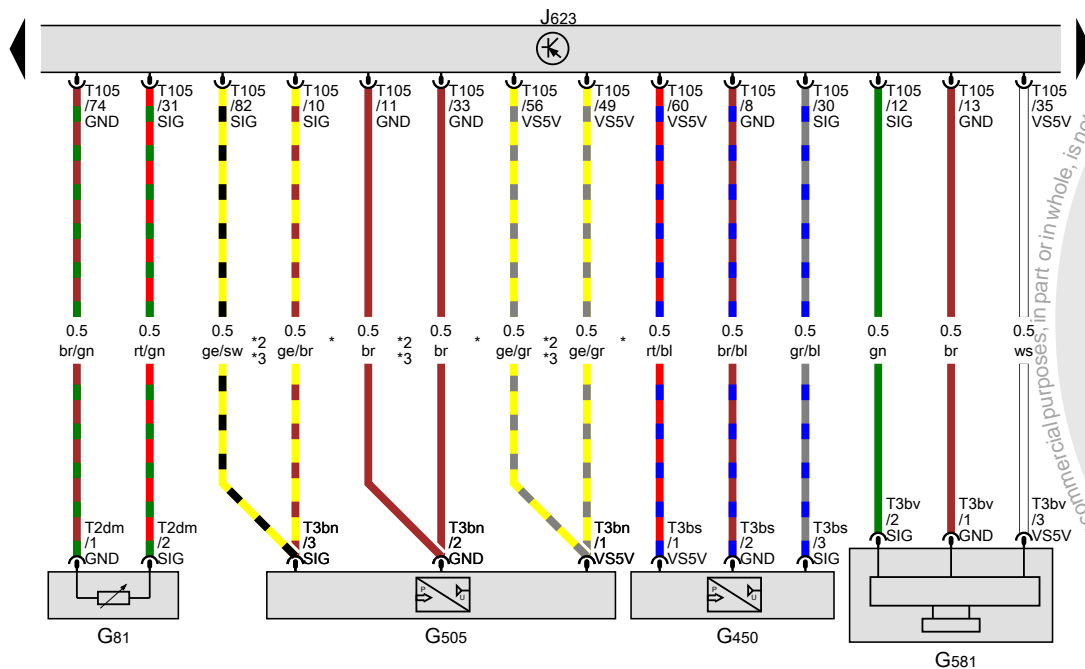 J623
T105
/74
GND
T105
/31
SIG
T105
/82
SIG
T105
/10
SIG
T105
/11
GND
T105
/33
GND
T105
/56
VS5V
T105
/49
VS5V
T105
/60
VS5V
T105
/8
GND
T105
/30
SIG
T105
/12
SIG
T105
/13
GND
T105
/35
VS5V
0.5
br/gn
0.5
rt/gn
0.5
ge/sw
*2
*3
0.5
ge/br
*
0.5
br
*2
*3
0.5
br
*
0.5
ge/gr
*2
*3
0.5
ge/gr
*
0.5
rt/bl
0.5
br/bl
0.5
gr/bl
0.5
gn
0.5
br
0.5
ws
T2dm
/1
GND
T2dm
/2
SIG
T3bn
/3
SIG
T3bn
/2
GND
T3bn
/1
VS5V
T3bs
/1
VS5V
T3bs
/2
GND
T3bs
/3
SIG
T3bv
/2
SIG
T3bv
/1
GND
T3bv
/3
VS5V
P
U
P
U
G81
G505
G450
G581
commercial purposes, in part or in whole, is not